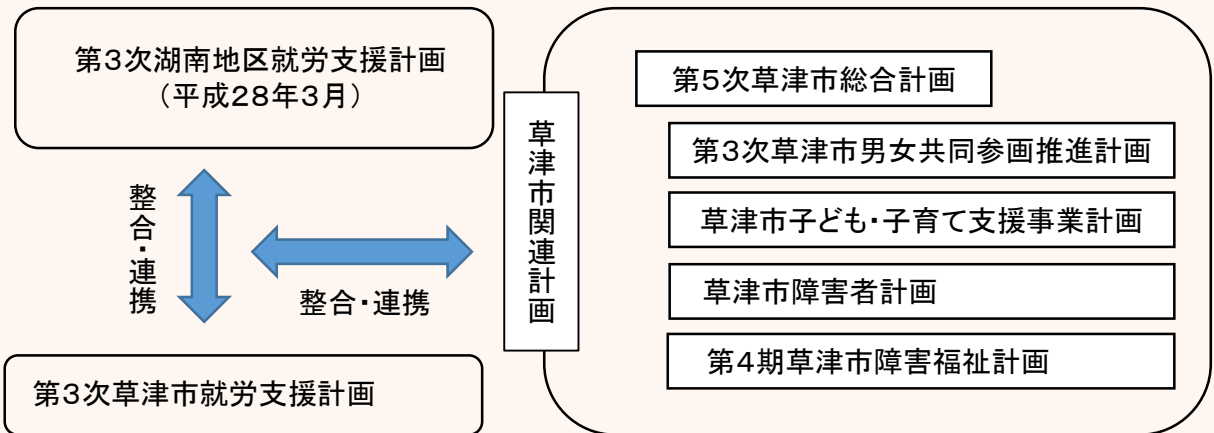 第3次湖南地区就労支援計画
（平成28年3月）
整合・連携
整合・連携
第3次草津市就労支援計画
草津市関連計画
第5次草津市総合計画
第3次草津市男女共同参画推進計画
草津市子ども・子育て支援事業計画
草津市障害者計画
第4期草津市障害福祉計画